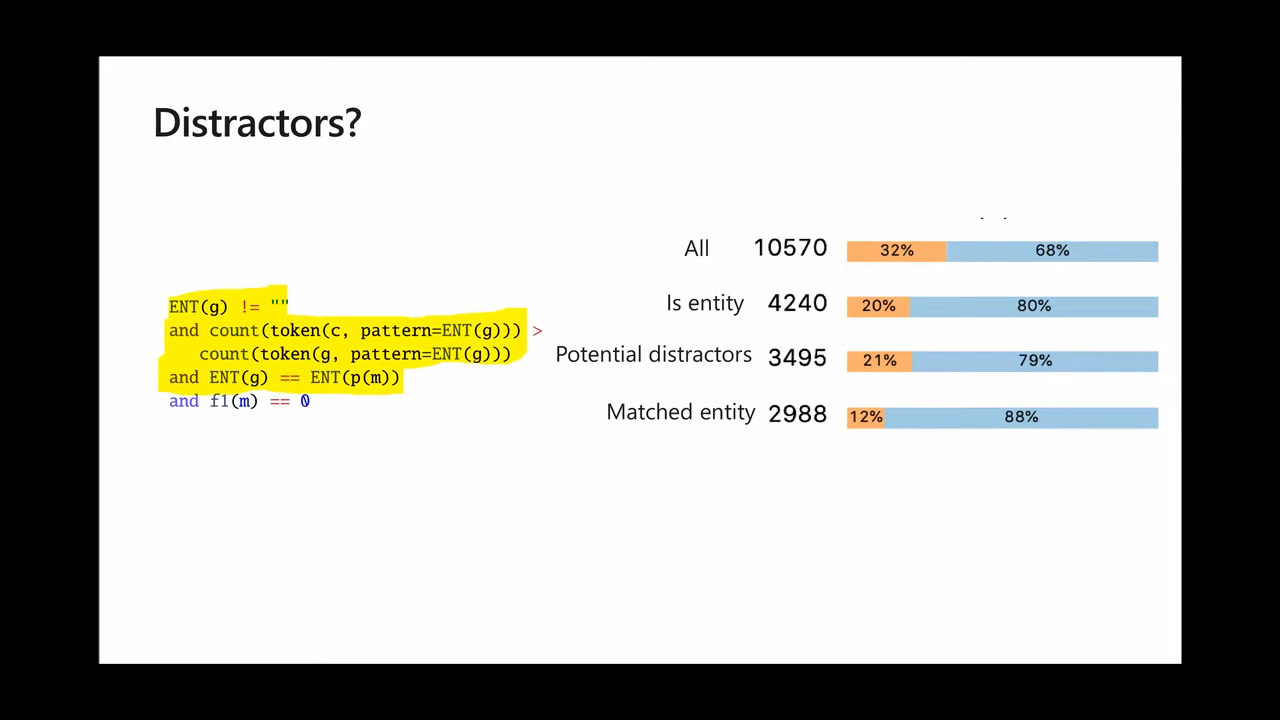 Distractors?
ENT(g) != ""
and count(token(c, pattern=ENT(g))) >
count(token(g, pattern=ENT(g)))
and ENT(g) == ENT(p(m))
and f1(m) == 0
All 10570 32% 68%
Is entity 4240 20% 80%
Potential distractors 3495 21% 79%
Matched entity 2988 12% 88%